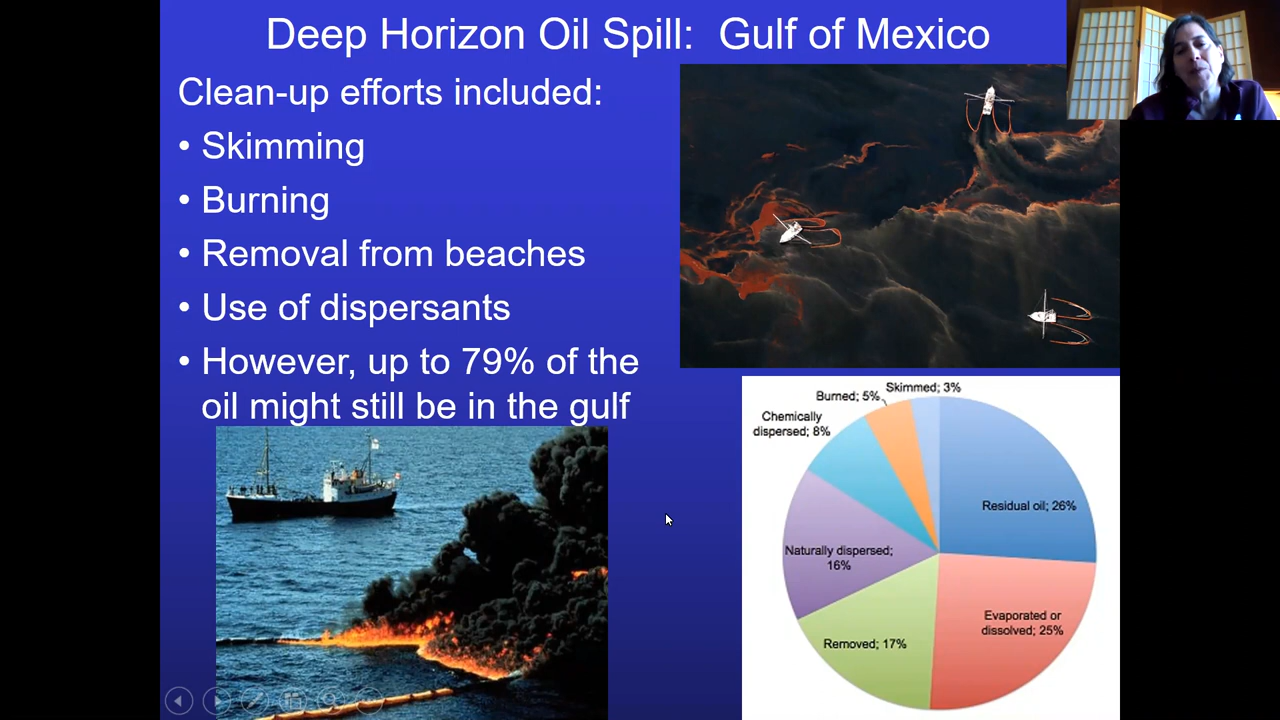 Deep Horizon Oil Spill: Gulf of Mexico
Clean-up efforts included:
• Skimming
• Burning
• Removal from beaches
• Use of dispersants
• However, up to 79% of the
oil might still be in the gulf
Skimmed; 3%
Burned; 5%
Chemically
dispersed; 8%
Residual oil; 26%
Naturally dispersed;
16%
Evaporated or
dissolved; 25%
Removed; 17%